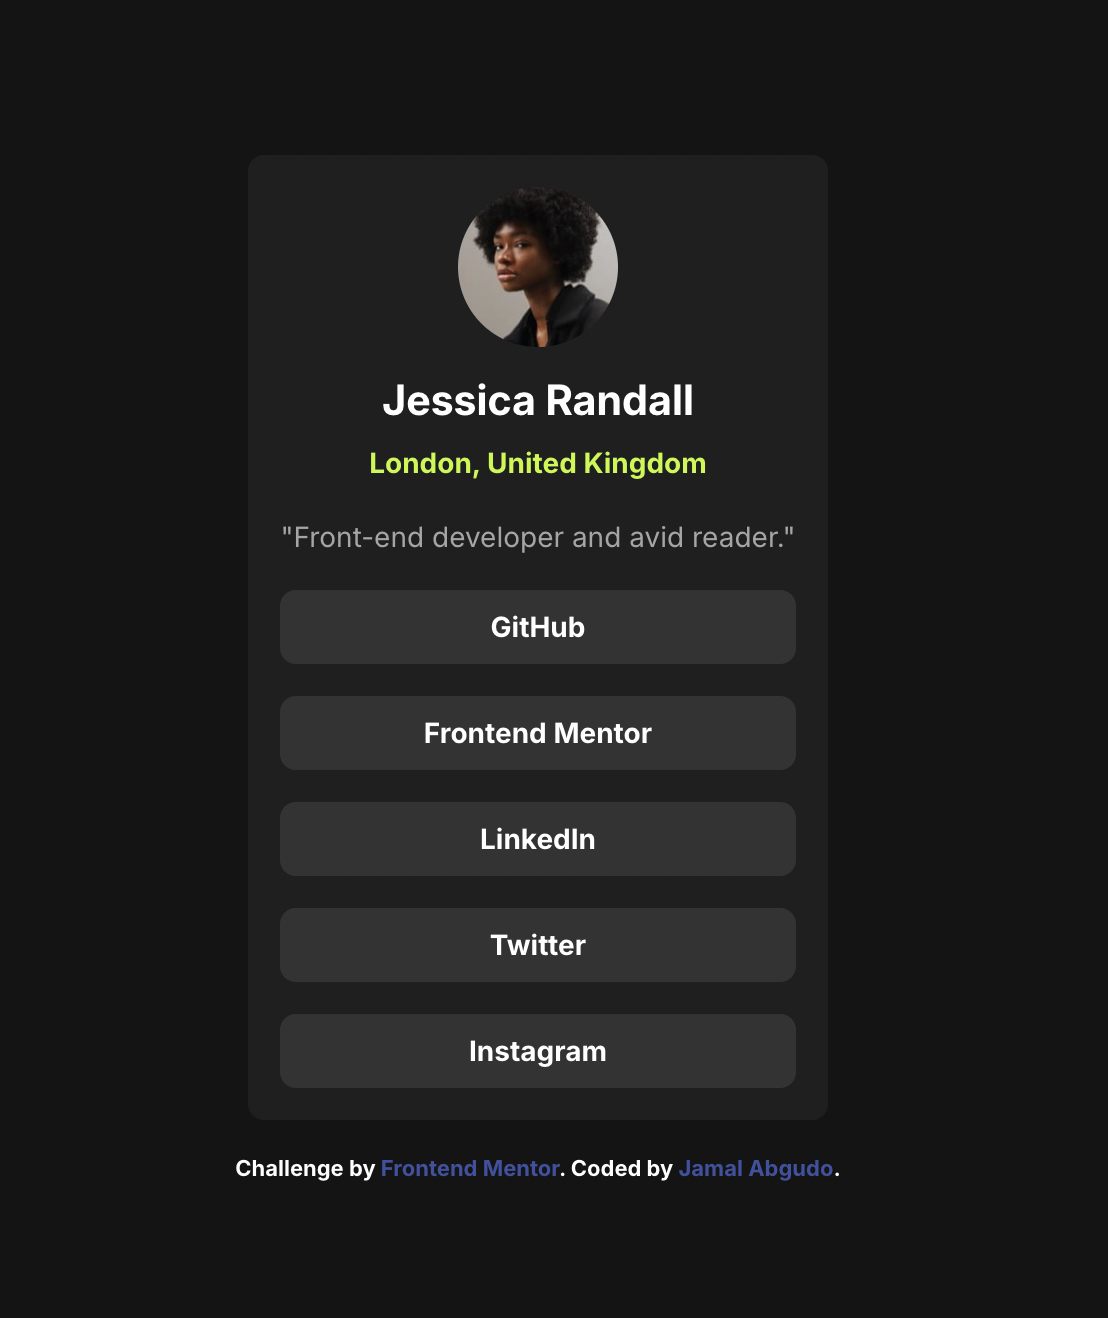 Jessica Randall
London, United Kingdom
"Front-end developer and avid reader."
GitHub
Frontend Mentor
LinkedIn
Twitter
Instagram
Challenge by Frontend Mentor. Coded by Jamal Abgudo.